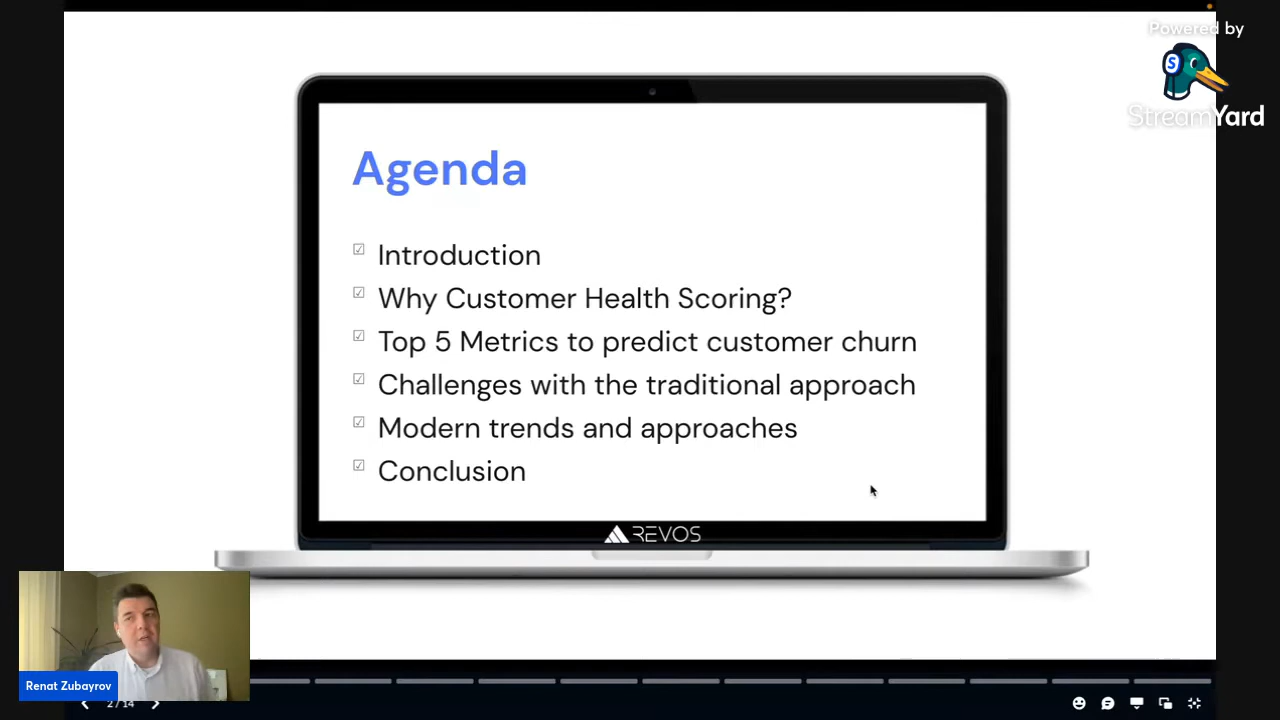 Powered by
StreamYard
Agenda
☑ Introduction
☑ Why Customer Health Scoring?
☑ Top 5 Metrics to predict customer churn
☑ Challenges with the traditional approach
☑ Modern trends and approaches
☑ Conclusion
REVOS
Renat Zubayrov
2 / 14